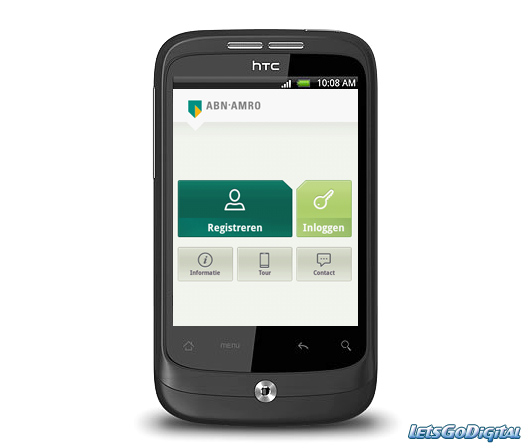 hTC
10:08 AM
ABN·AMRO
Registreren
Inloggen
Informatie
Tour
Contact
menu
LETSGODIGITAL